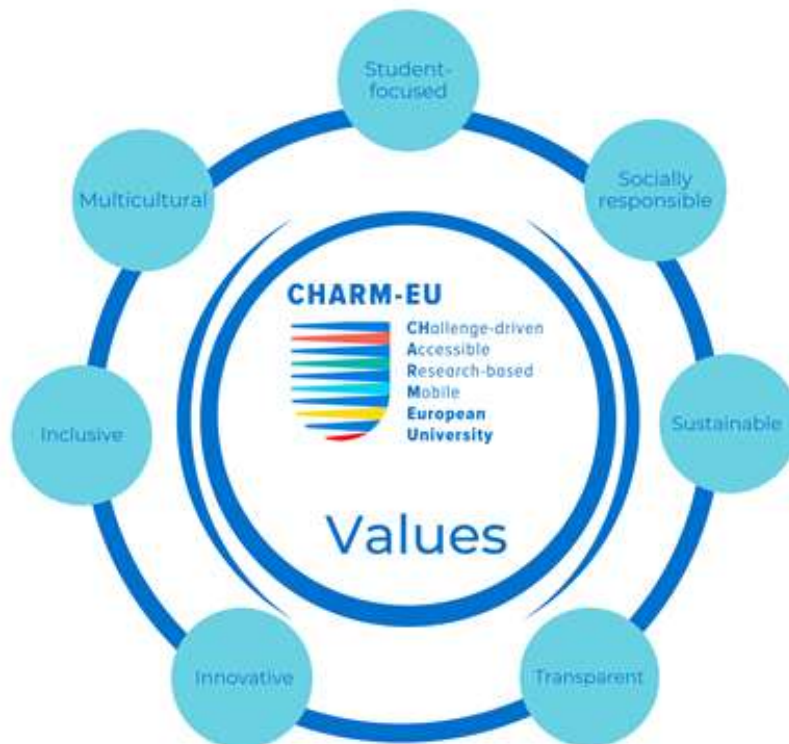 Student-
focused
Socially
responsible
Sustainable
Transparent
Innovative
Inclusive
Multicultural
CHARM-EU
CHallenge-driven
Accessible
Research-based
Mobile
European
University
Values